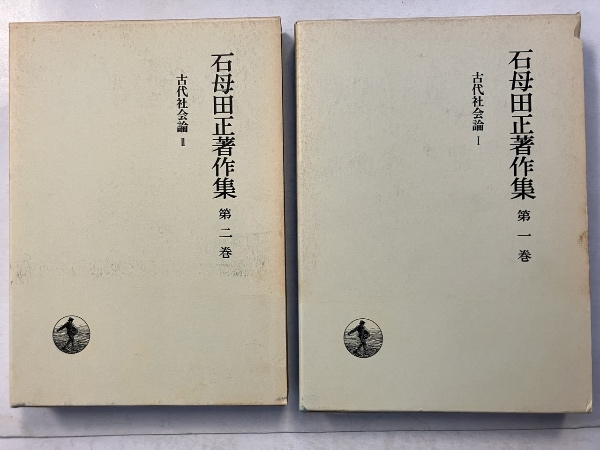 石母田正著作集 第一巻
古代社会論 I
石母田正著作集 第二巻
古代社会論 II